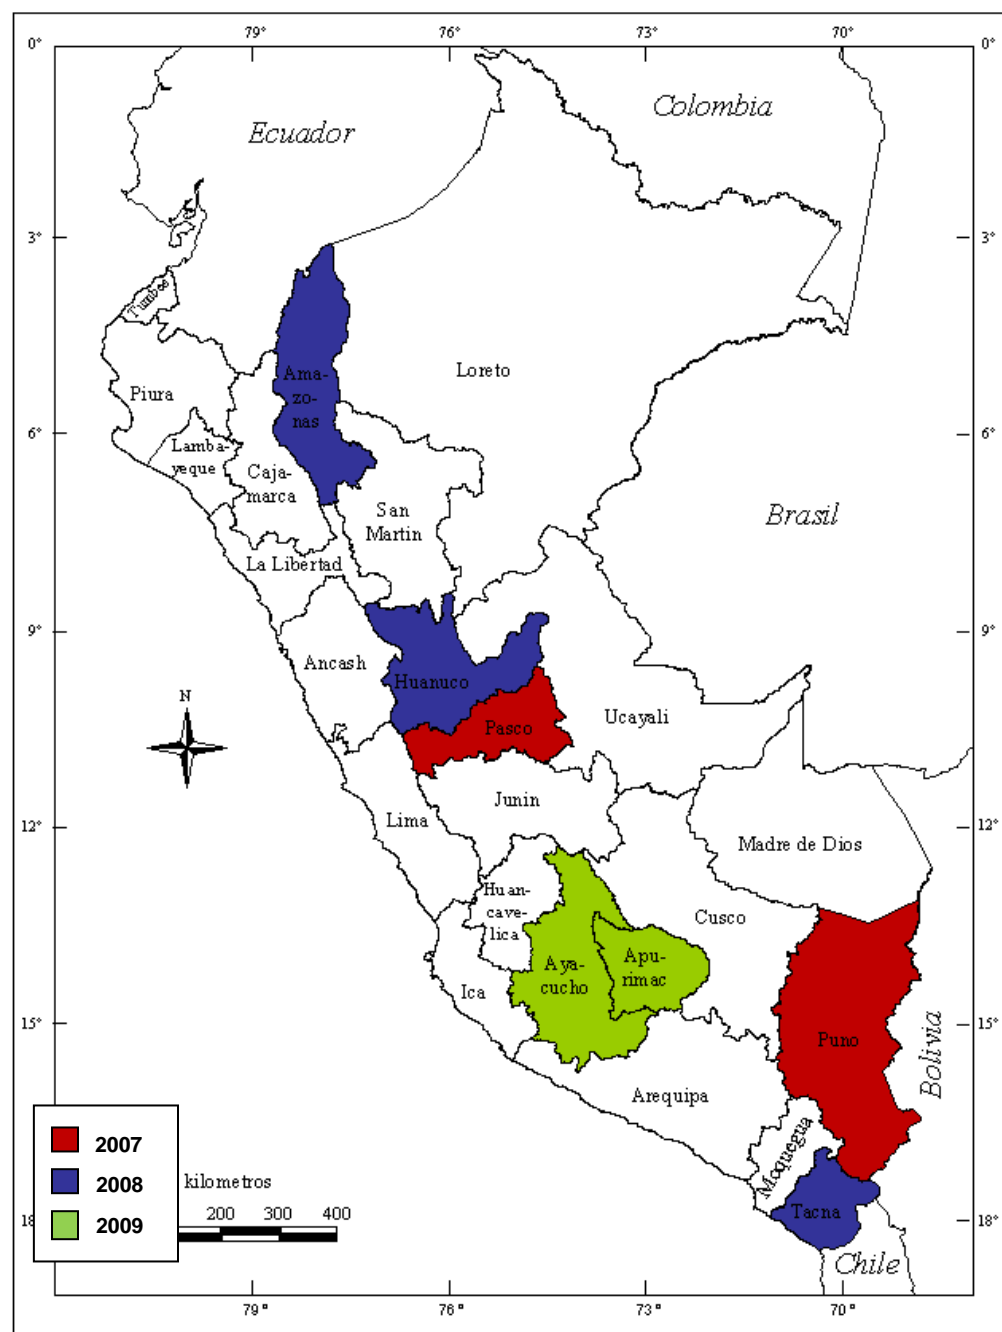 79°
76°
73°
70°
0°
0°
Colombia
Ecuador
3°
3°
Tumbes
Loreto
Ama-
zo-
nas
Piura
6°
6°
Lamba-
yeque
Caja-
marca
San
Martin
Brasil
La Libertad
9°
9°
Ancash
Huanuco
N
Pasco
Ucayali
Junin
12°
Lima
12°
Madre de Dios
Huan-
cave-
lica
Cusco
Aya-
cucho
Apu-
rimac
Ica
15°
15°
Puno
Bolivia
Arequipa
Moquegua
2007
2008
2009
kilometros
200
300
400
18
18°
Tacna
Chile
79°
76°
73°
70°